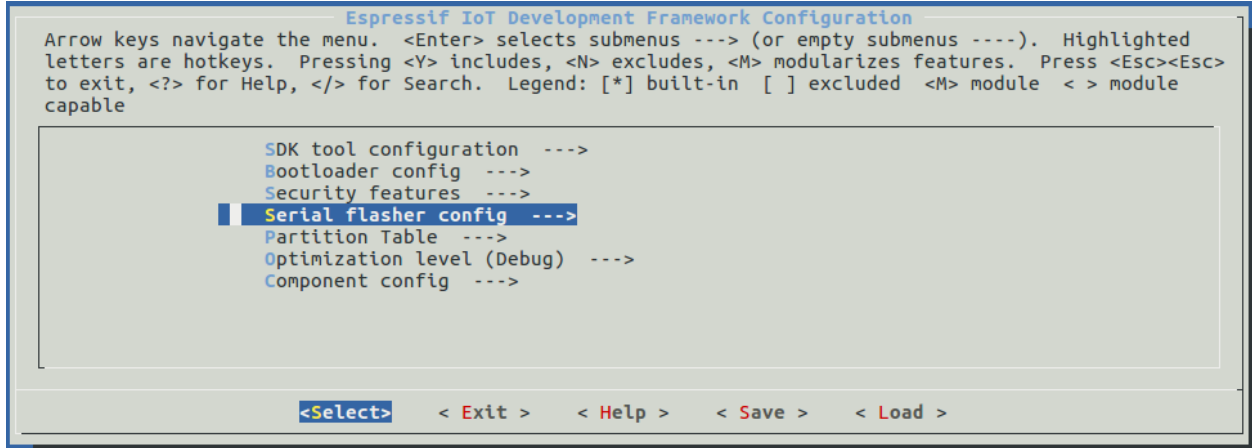 Espressif IoT Development Framework Configuration
Arrow keys navigate the menu.  <Enter> selects submenus ---> (or empty submenus ----).  Highlighted
letters are hotkeys.  Pressing <Y> includes, <N> excludes, <M> modularizes features.  Press <Esc><Esc>
to exit, <?> for Help, </> for Search.  Legend: [*] built-in  [ ] excluded  <M> module  < > module
capable
SDK tool configuration  --->
Bootloader config  --->
Security features  --->
Serial flasher config  --->
Partition Table  --->
Optimization level (Debug)  --->
Component config  --->
<Select>    < Exit >    < Help >    < Save >    < Load >